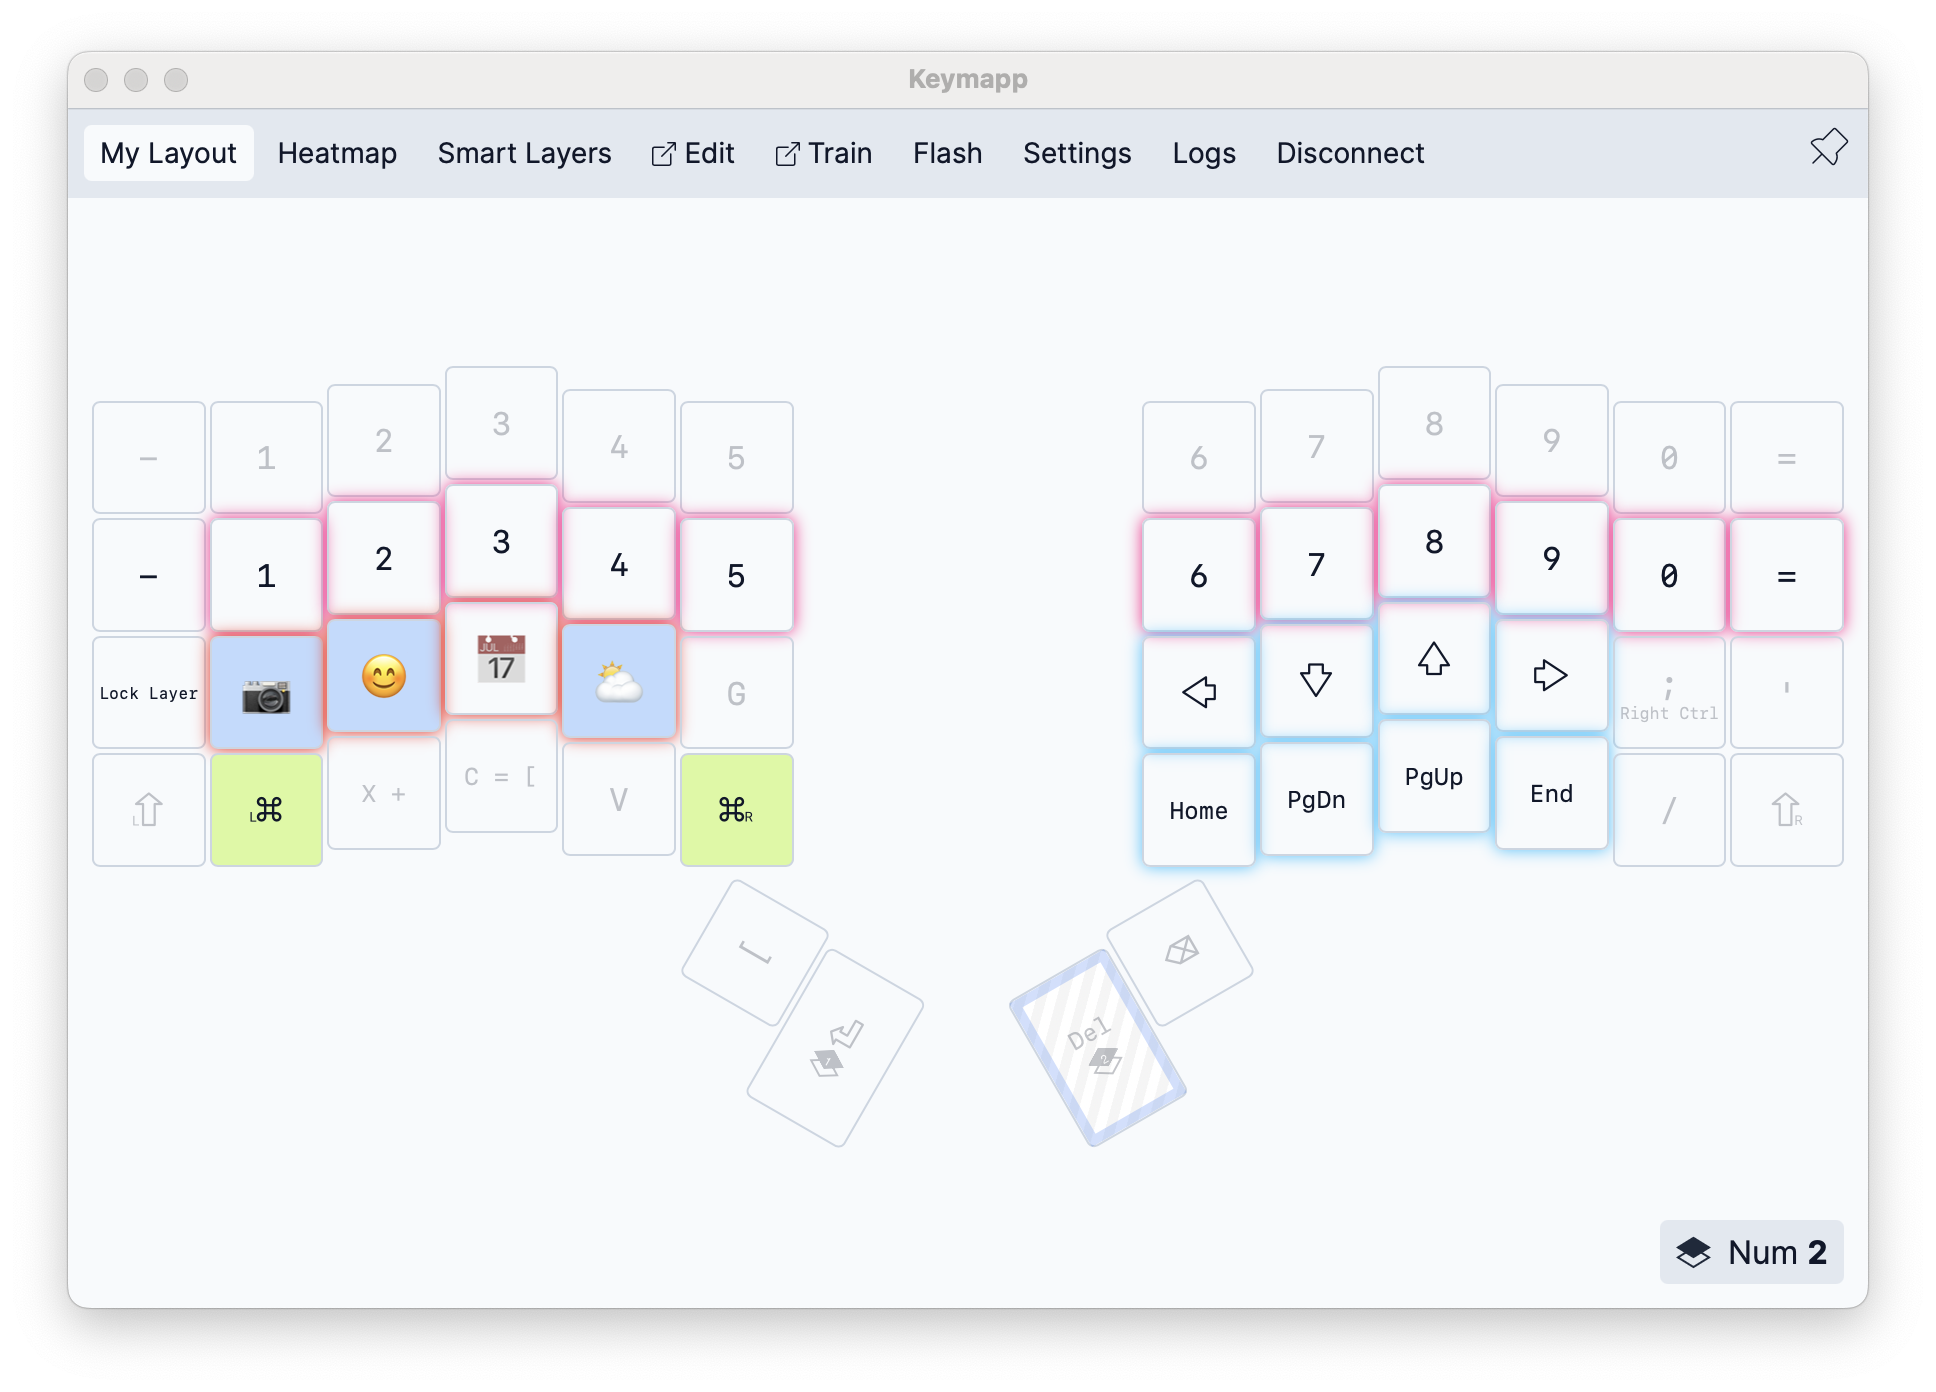 Keymapp
My Layout Heatmap Smart Layers Edit Train Flash Settings Logs Disconnect
- 1 2 3 4 5 6 7 8 9 0 =
- 1 2 3 4 5 6 7 8 9 0 =
Lock Layer 📷 😊 JUL 17 🌤 G ; Right Ctrl '
L L⌘ X + C = [ V ⌘R Home PgDn PgUp End / R
[
1
Del
2
Num 2